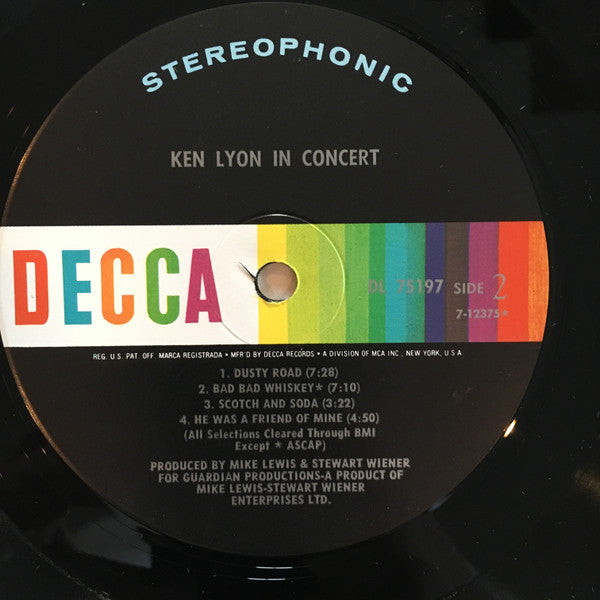 STEREOPHONIC
KEN LYON IN CONCERT
DECCA
DL 75197 SIDE 2
7-12375*
REG. U.S. PAT. OFF. MARCA REGISTRADA • MFR'D BY DECCA RECORDS • A DIVISION OF MCA INC., NEW YORK, U.S.A
1. DUSTY ROAD (7:28)
2. BAD BAD WHISKEY* (7:10)
3. SCOTCH AND SODA (3:22)
4. HE WAS A FRIEND OF MINE (4:50)
(All Selections Cleared Through BMI
Except * ASCAP)
PRODUCED BY MIKE LEWIS & STEWART WIENER
FOR GUARDIAN PRODUCTIONS-A PRODUCT OF
MIKE LEWIS-STEWART WIENER
ENTERPRISES LTD.